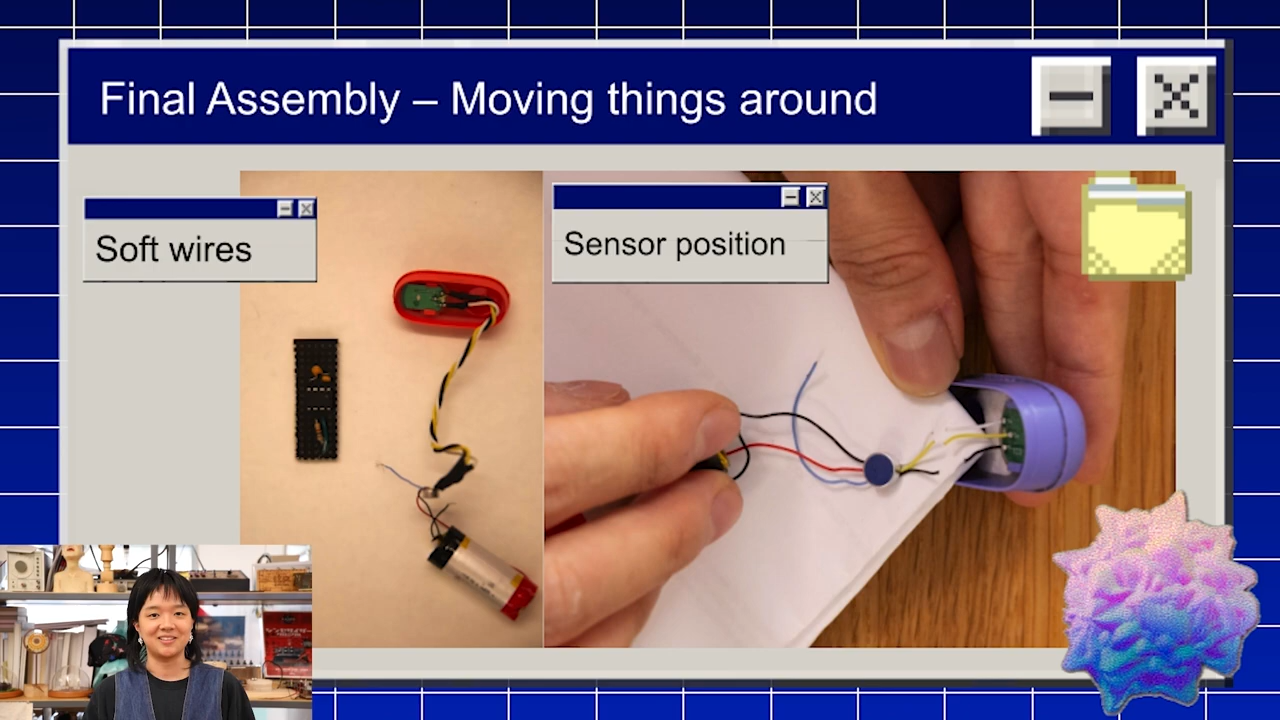 Final Assembly – Moving things around
Soft wires
Sensor position